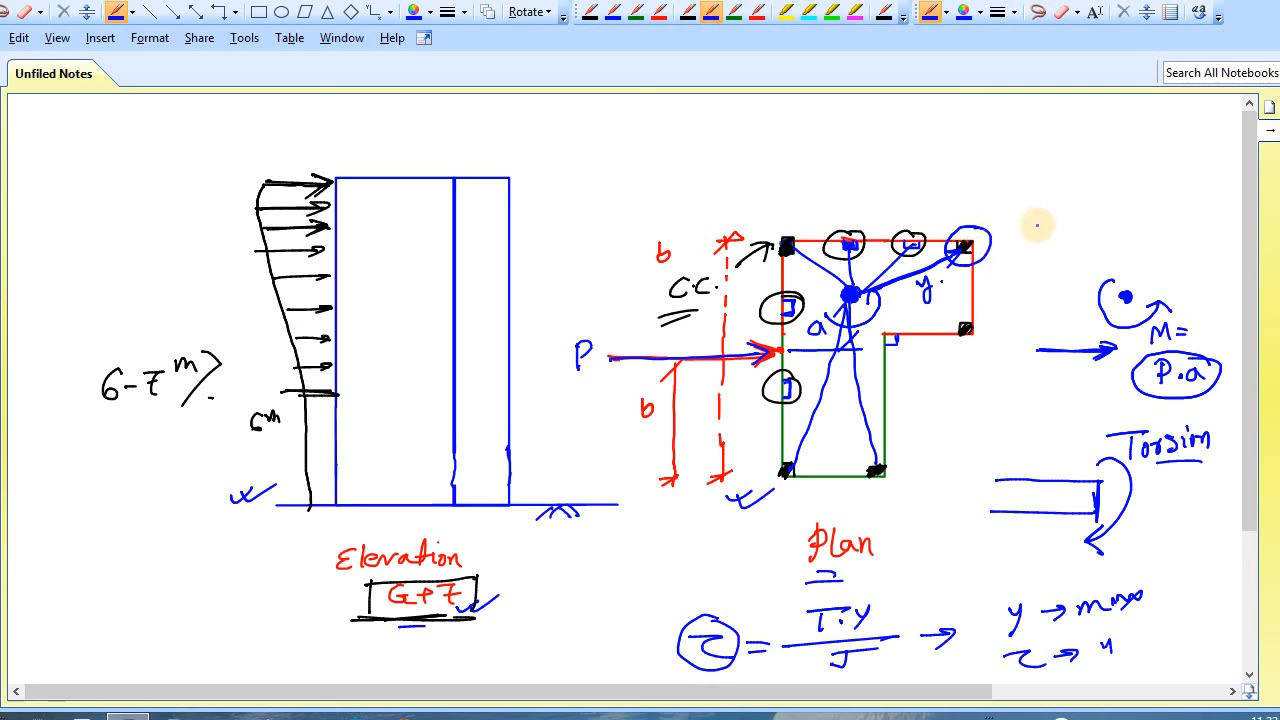 Rotate
Edit View Insert Format Share Tools Table Window Help
Unfiled Notes
Search All Notebooks
b
C.C.
y
a
P
M=
P.a
6-7 m
6m
b
Torsion
Elevation
G+7
Plan
τ = T.y / J → y → max
τ → "